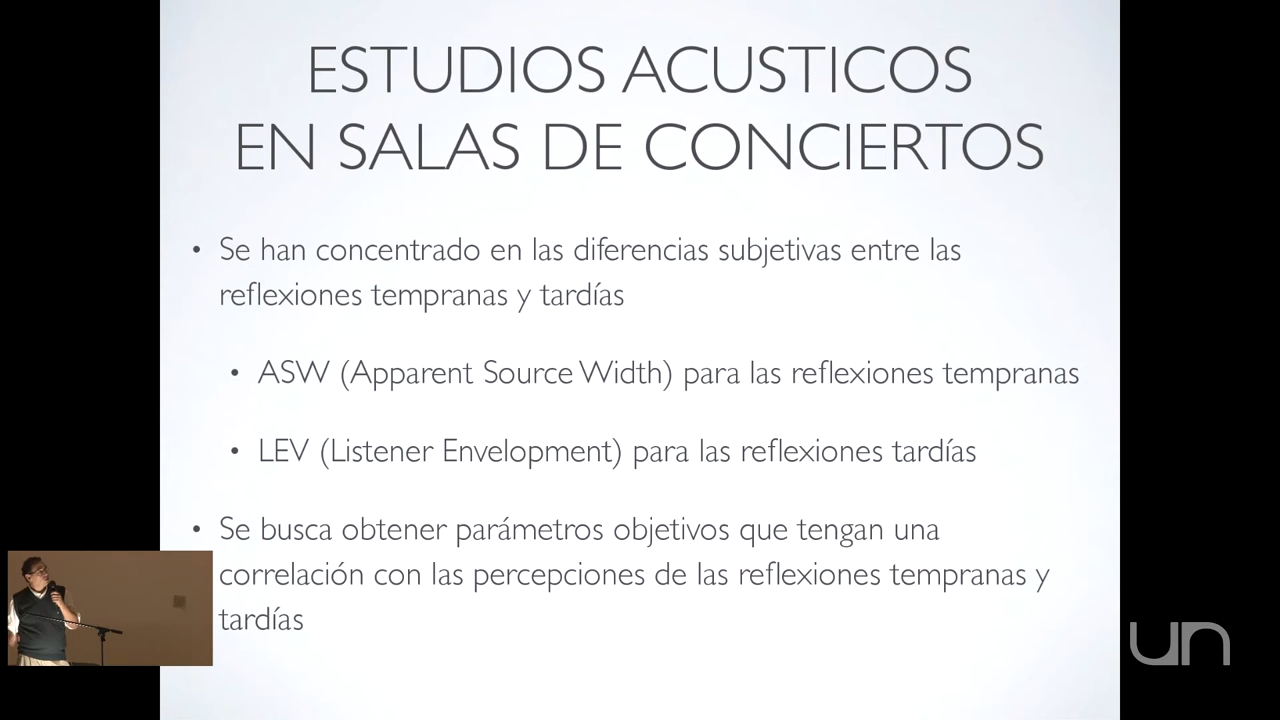 ESTUDIOS ACUSTICOS
EN SALAS DE CONCIERTOS
• Se han concentrado en las diferencias subjetivas entre las
reflexiones tempranas y tardías
• ASW (Apparent Source Width) para las reflexiones tempranas
• LEV (Listener Envelopment) para las reflexiones tardías
• Se busca obtener parámetros objetivos que tengan una
correlación con las percepciones de las reflexiones tempranas y
tardías
un